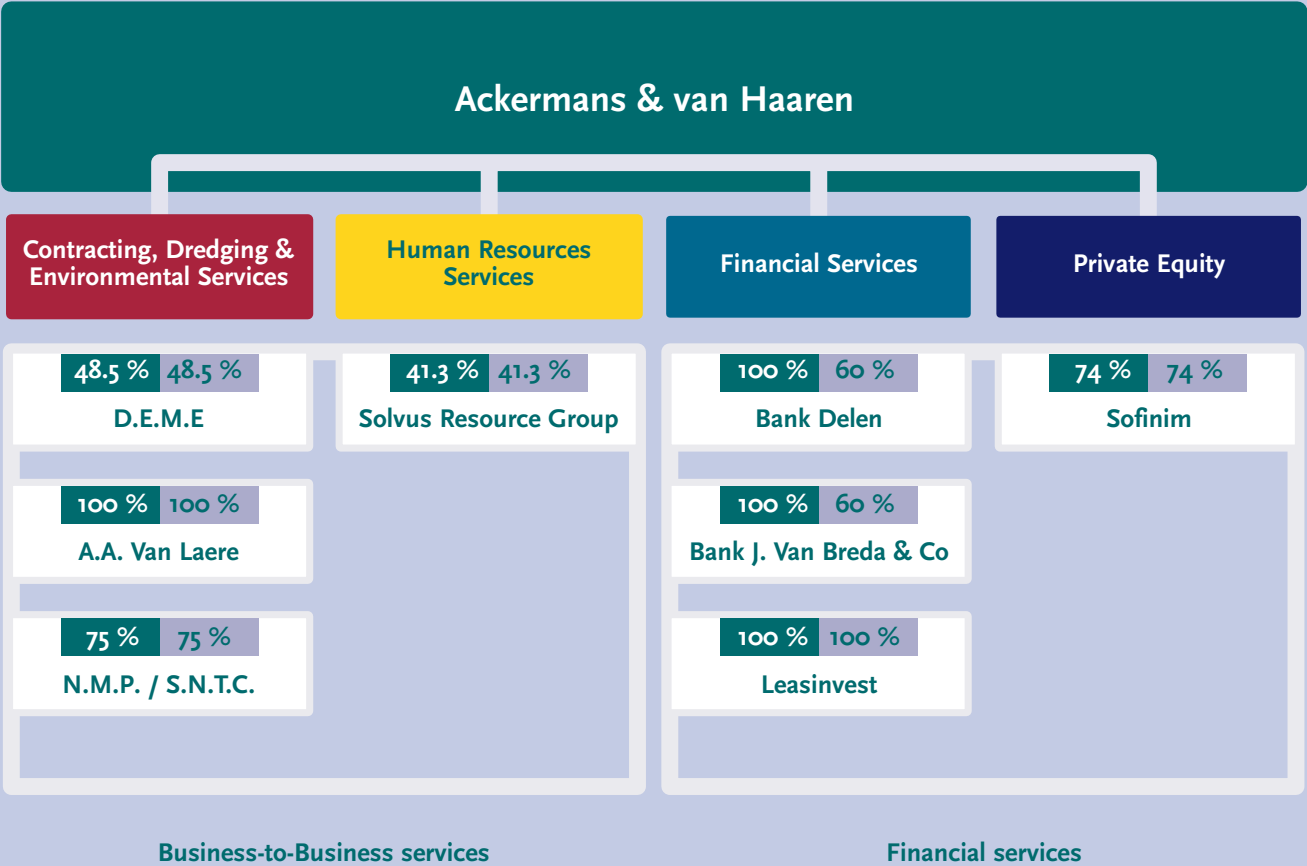 Ackermans & van Haaren
Contracting, Dredging &
Environmental Services
Human Resources
Services
Financial Services
Private Equity
48.5 % 48.5 %
D.E.M.E
100 % 100 %
A.A. Van Laere
75 % 75 %
N.M.P. / S.N.T.C.
41.3 % 41.3 %
Solvus Resource Group
100 % 60 %
Bank Delen
100 % 60 %
Bank J. Van Breda & Co
100 % 100 %
Leasinvest
74 % 74 %
Sofinim
Business-to-Business services
Financial services